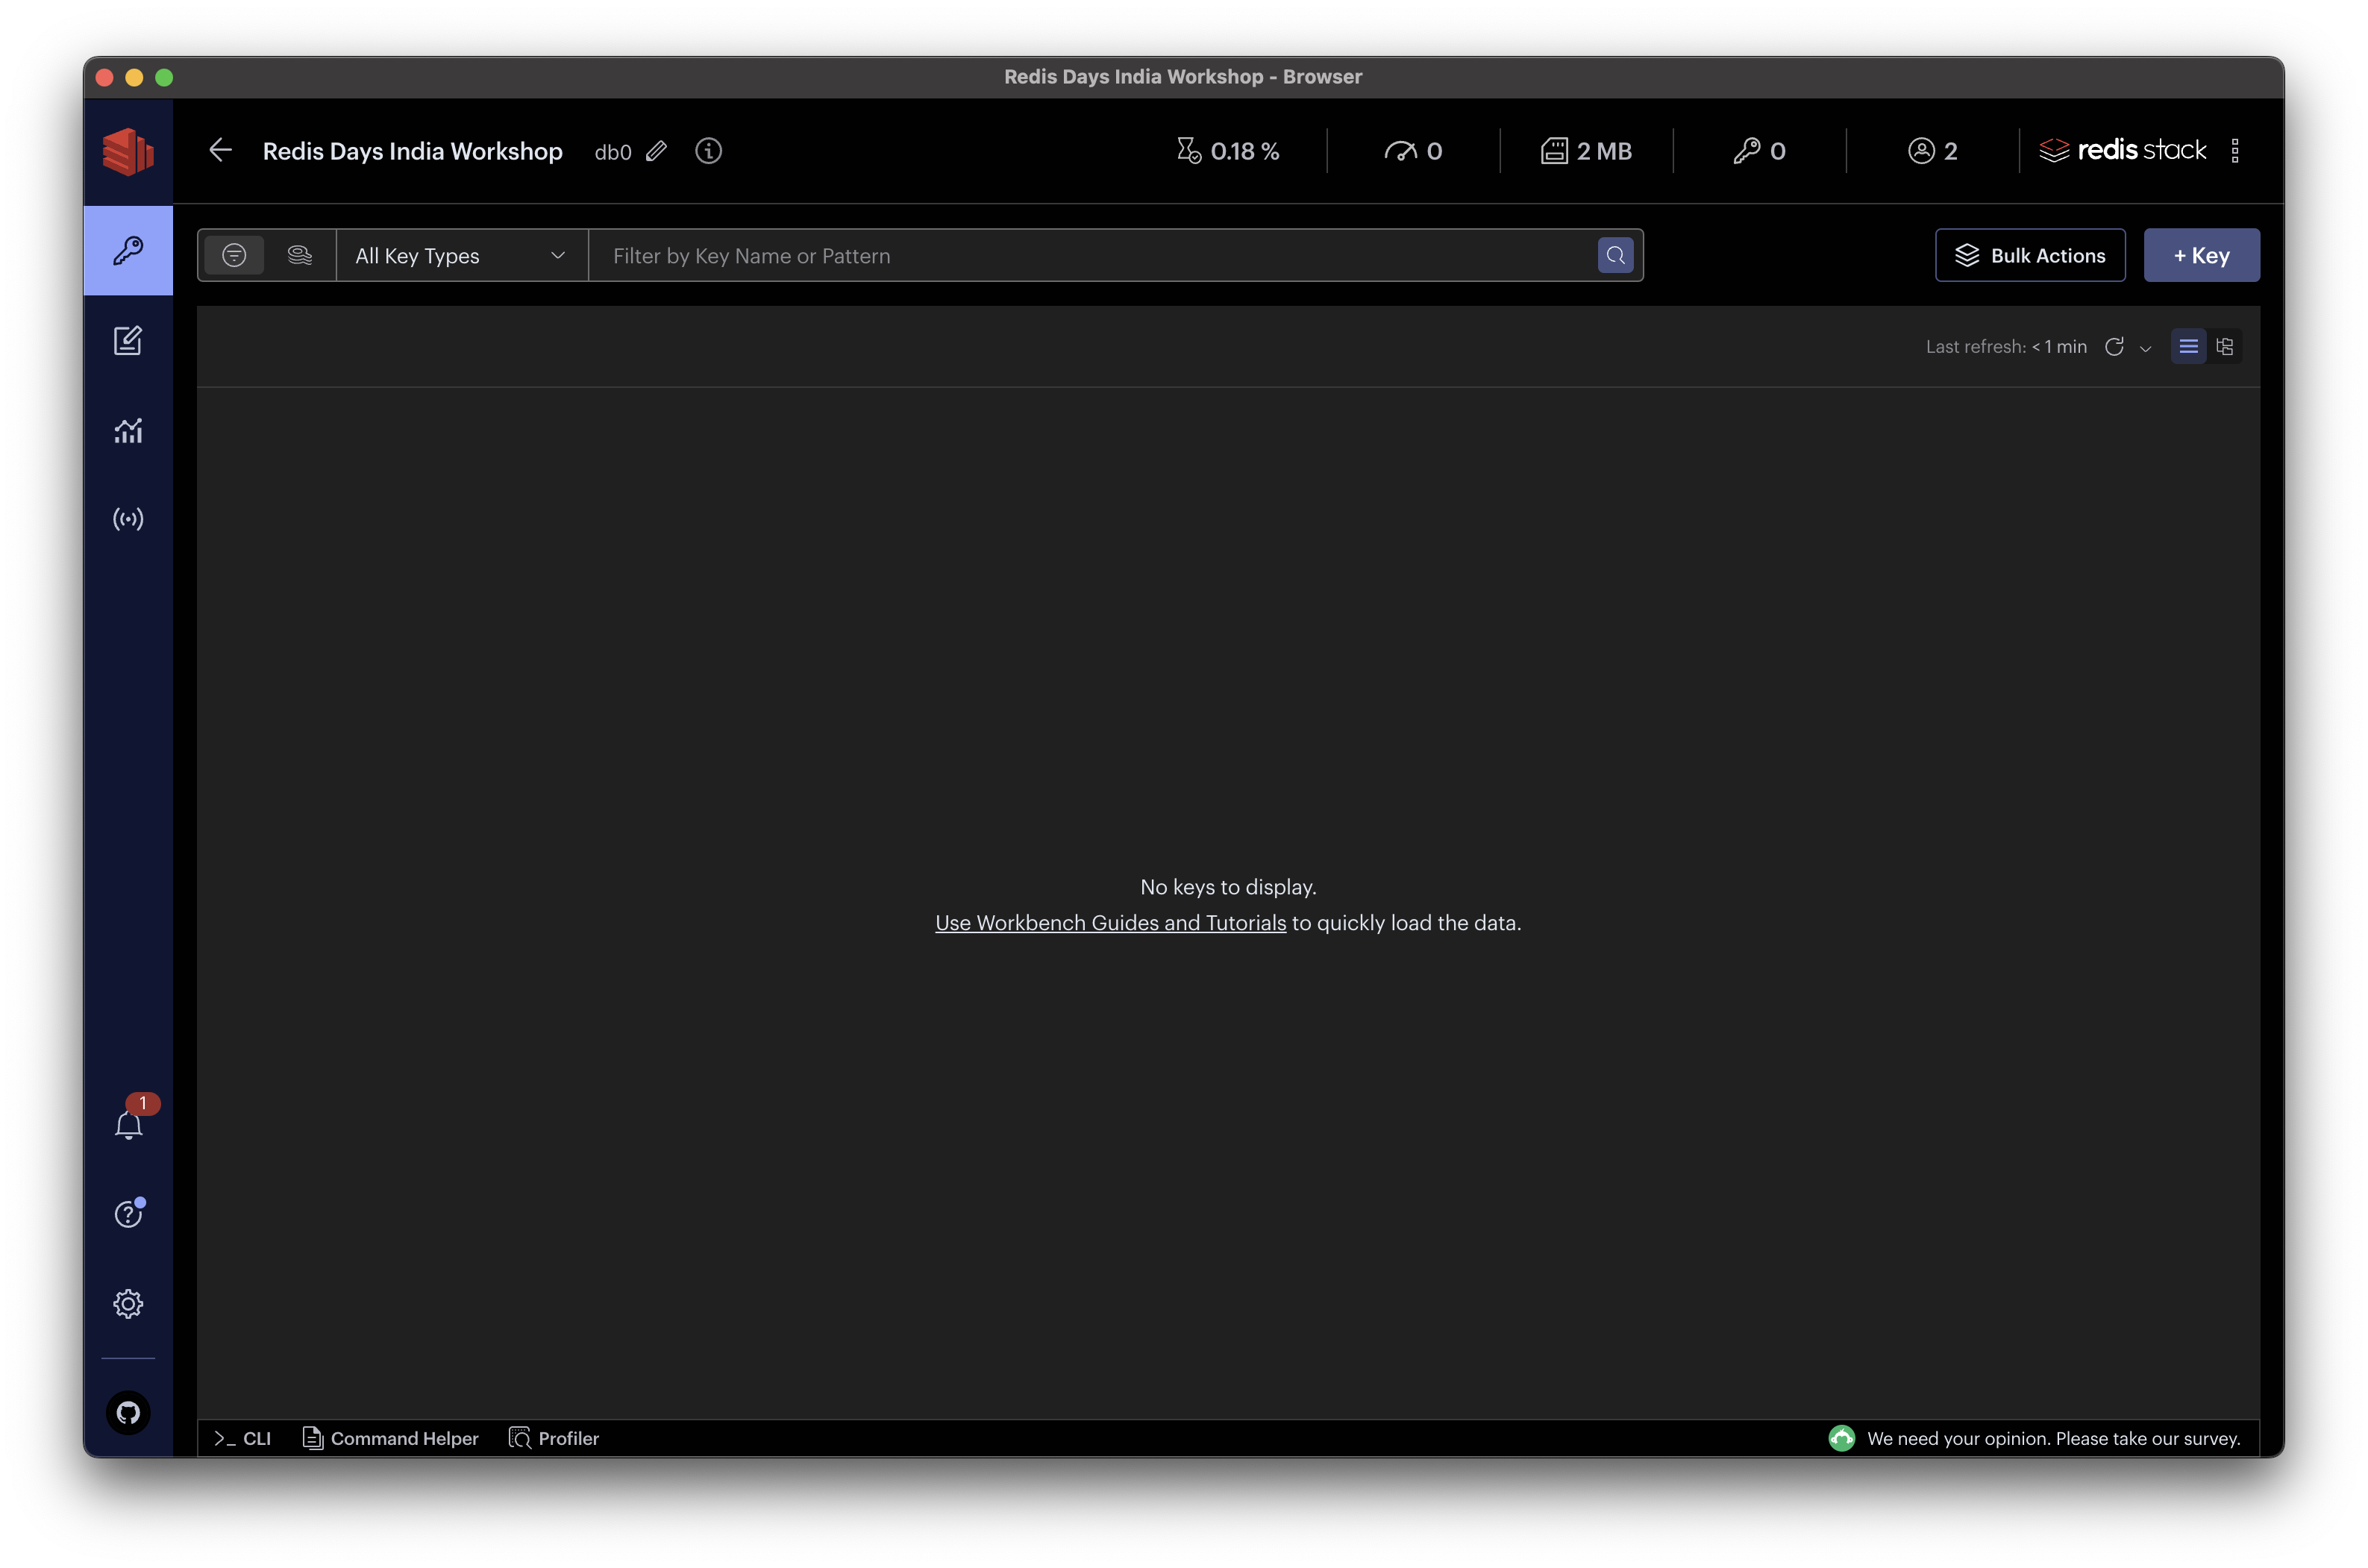 Redis Days India Workshop - Browser
Redis Days India Workshop db0 0.18 % 0 2 MB 0 2 redis stack
All Key Types Filter by Key Name or Pattern Bulk Actions + Key
Last refresh: < 1 min
No keys to display.
Use Workbench Guides and Tutorials to quickly load the data.
1
>_ CLI Command Helper Profiler We need your opinion. Please take our survey.